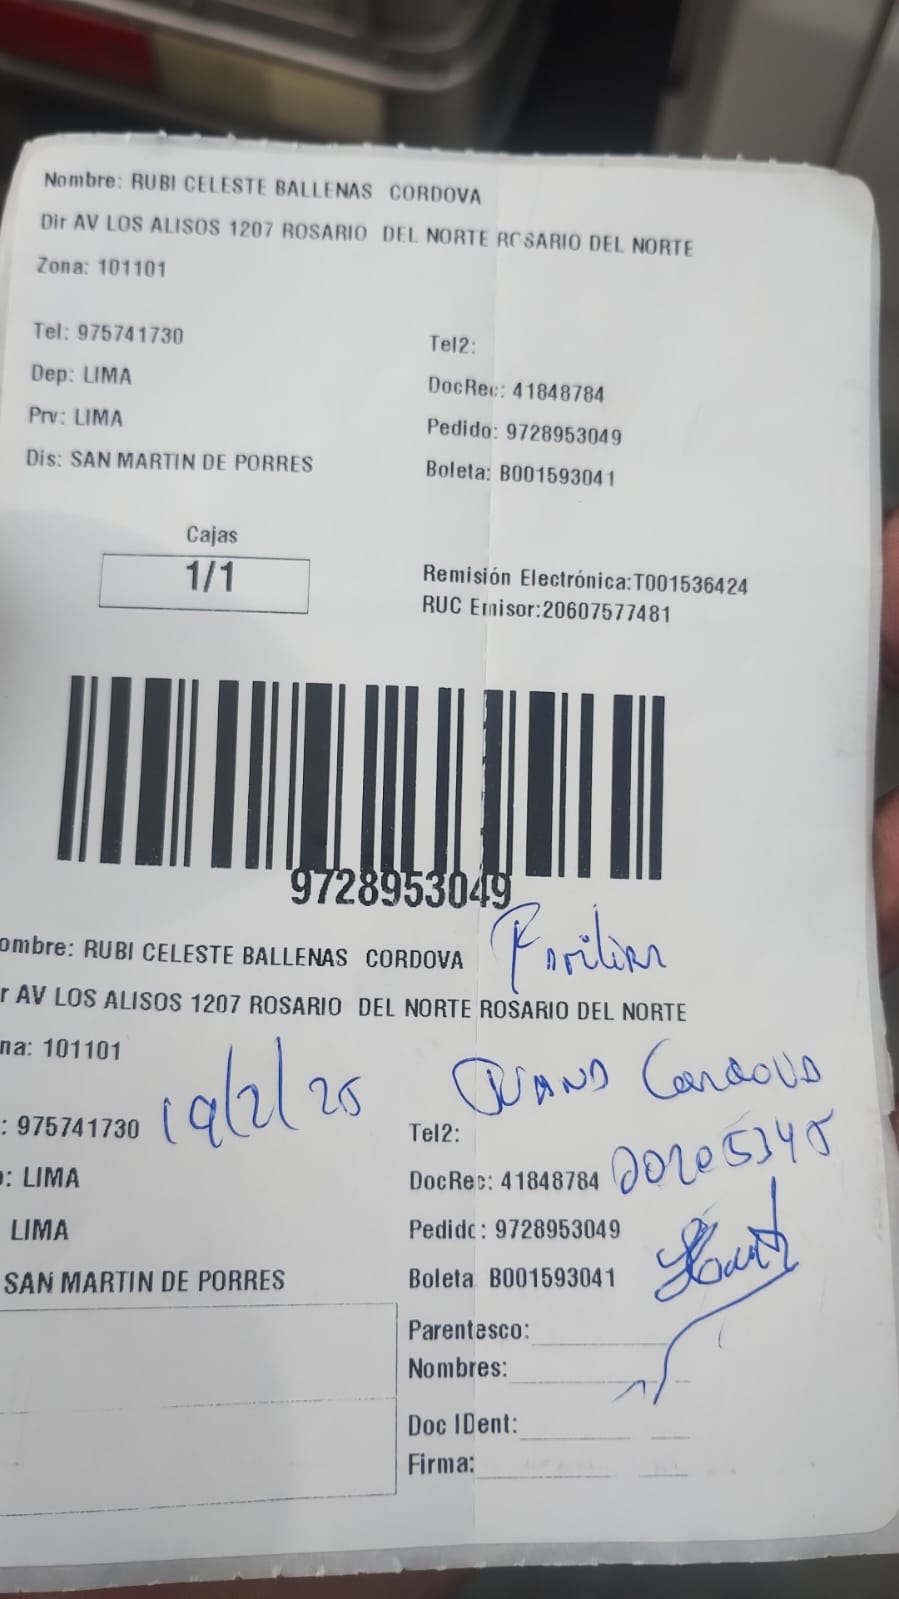 Nombre: RUBI CELESTE BALLENAS CORDOVA
Dir AV LOS ALISOS 1207 ROSARIO DEL NORTE ROSARIO DEL NORTE
Zona: 101101
Tel: 975741730
Tel2:
Dep: LIMA
DocRec: 41848784
Prv: LIMA
Pedido: 9728953049
Dis: SAN MARTIN DE PORRES
Boleta: B001593041
Cajas
1/1
Remisión Electrónica:T001536424
RUC Emisor:20607577481
9728953049
ombre: RUBI CELESTE BALLENAS CORDOVA
Familiar
r AV LOS ALISOS 1207 ROSARIO DEL NORTE ROSARIO DEL NORTE
na: 101101
19/2/25
Cordova
: 975741730
Tel2:
: LIMA
DocRec: 41848784
LIMA
Pedido: 9728953049
SAN MARTIN DE PORRES
Boleta B001593041
Parentesco:
Nombres:
Doc IDent:
Firma: